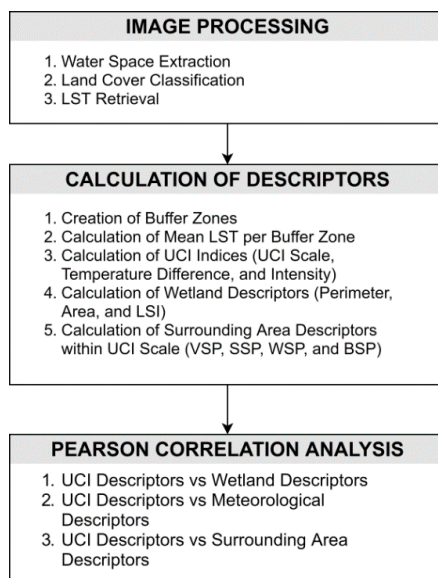 IMAGE PROCESSING
1. Water Space Extraction
2. Land Cover Classification
3. LST Retrieval
CALCULATION OF DESCRIPTORS
1. Creation of Buffer Zones
2. Calculation of Mean LST per Buffer Zone
3. Calculation of UCI Indices (UCI Scale,
Temperature Difference, and Intensity)
4. Calculation of Wetland Descriptors (Perimeter,
Area, and LSI)
5. Calculation of Surrounding Area Descriptors
within UCI Scale (VSP, SSP, WSP, and BSP)
PEARSON CORRELATION ANALYSIS
1. UCI Descriptors vs Wetland Descriptors
2. UCI Descriptors vs Meteorological
Descriptors
3. UCI Descriptors vs Surrounding Area
Descriptors